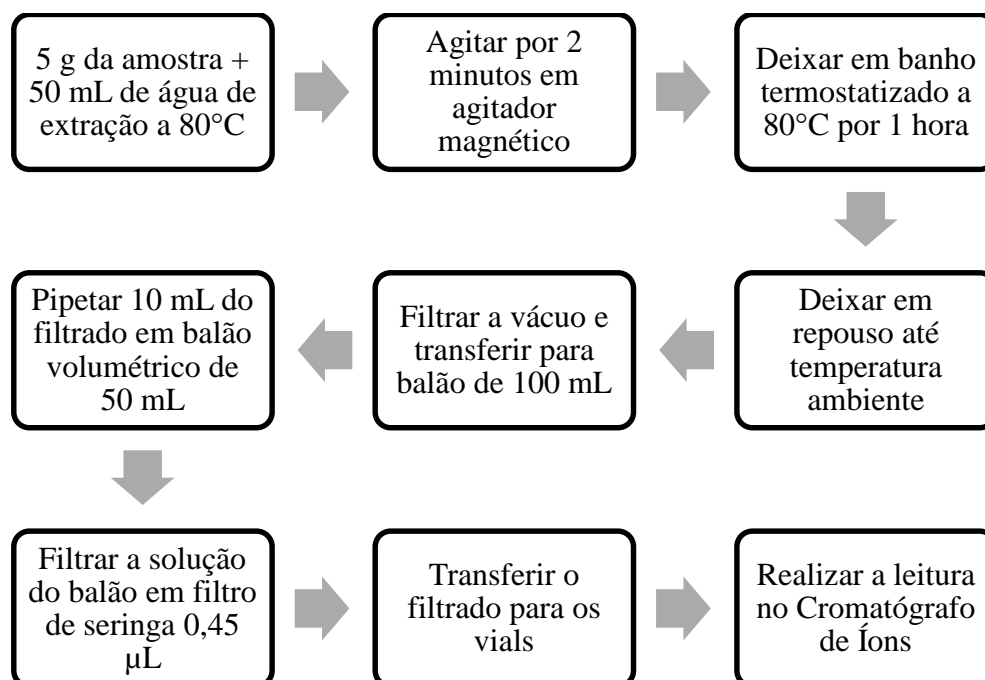 5 g da amostra +
50 mL de água de
extração a 80°C
Agitar por 2
minutos em
agitador
magnético
Deixar em banho
termostatizado a
80°C por 1 hora
Deixar em
repouso até
temperatura
ambiente
Filtrar a vácuo e
transferir para
balão de 100 mL
Pipetar 10 mL do
filtrado em balão
volumétrico de
50 mL
Filtrar a solução
do balão em filtro
de seringa 0,45
µL
Transferir o
filtrado para os
vials
Realizar a leitura
no Cromatógrafo
de Íons